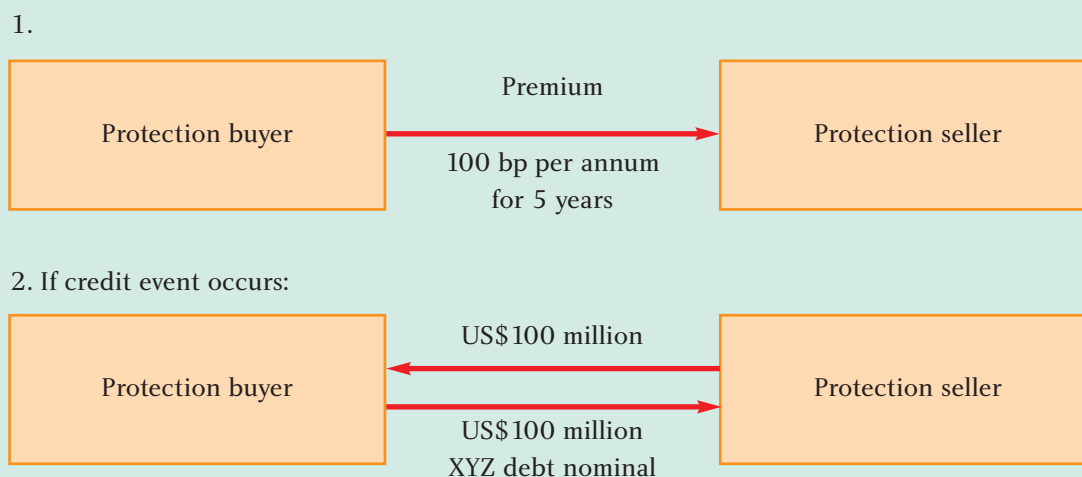 1.
Protection buyer
Premium
100 bp per annum
for 5 years
Protection seller
2. If credit event occurs:
Protection buyer
US$100 million
US$100 million
XYZ debt nominal
Protection seller